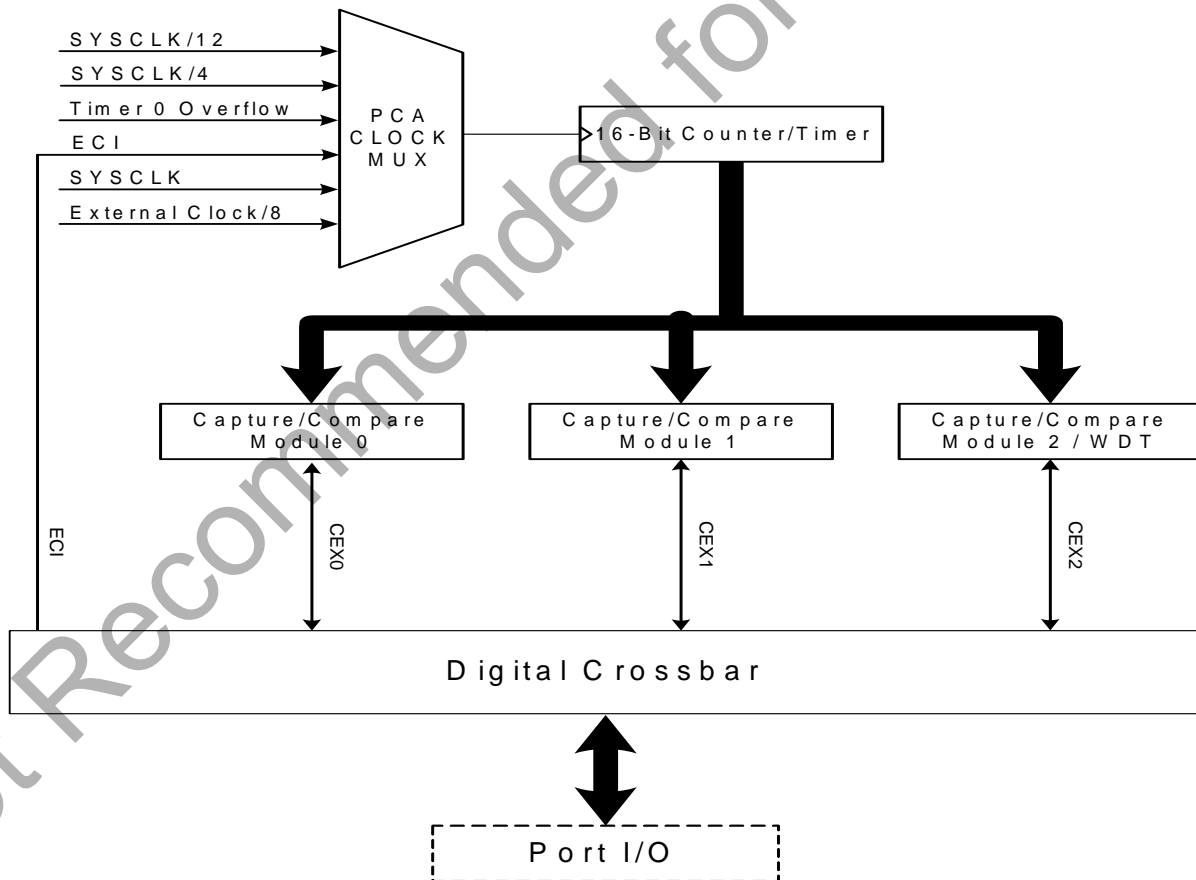 SYSCLK/12
SYSCLK/4
Timer 0 Overflow
ECI
SYSCLK
External Clock/8
PCA
CLOCK
MUX
16-Bit Counter/Timer
Capture/Compare
Module 0
Capture/Compare
Module 1
Capture/Compare
Module 2 / WDT
ECI
CEX0
CEX1
CEX2
Digital Crossbar
Port I/O
Recommended for